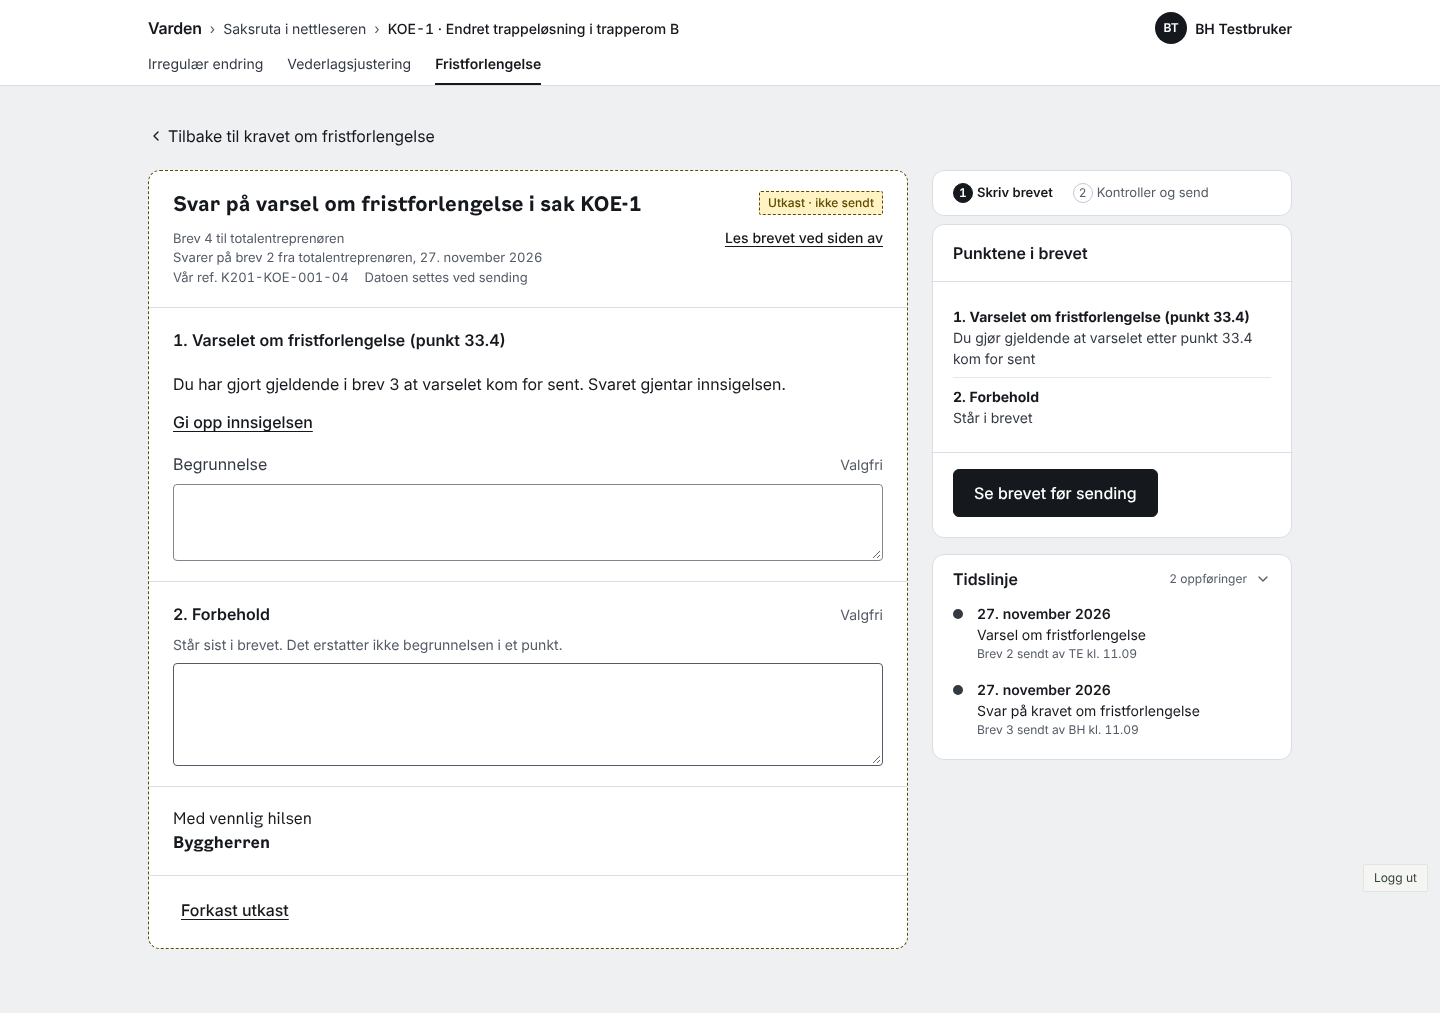 Varden › Saksruta i nettleseren › KOE-1 · Endret trappeløsning i trapperom B
BT BH Testbruker
Irregulær endring Vederlagsjustering Fristforlengelse
Tilbake til kravet om fristforlengelse
Svar på varsel om fristforlengelse i sak KOE-1
Utkast · ikke sendt
Brev 4 til totalentreprenøren
Les brevet ved siden av
Svarer på brev 2 fra totalentreprenøren, 27. november 2026
Vår ref. K201-KOE-001-04 Datoen settes ved sending
1. Varselet om fristforlengelse (punkt 33.4)
Du har gjort gjeldende i brev 3 at varselet kom for sent. Svaret gjentar innsigelsen.
Gi opp innsigelsen
Begrunnelse Valgfri
2. Forbehold Valgfri
Står sist i brevet. Det erstatter ikke begrunnelsen i et punkt.
Med vennlig hilsen
Byggherren
Forkast utkast
1 Skriv brevet 2 Kontroller og send
Punktene i brevet
1. Varselet om fristforlengelse (punkt 33.4)
Du gjør gjeldende at varselet etter punkt 33.4
kom for sent
2. Forbehold
Står i brevet
Se brevet før sending
Tidslinje 2 oppføringer
27. november 2026
Varsel om fristforlengelse
Brev 2 sendt av TE kl. 11.09
27. november 2026
Svar på kravet om fristforlengelse
Brev 3 sendt av BH kl. 11.09
Logg ut